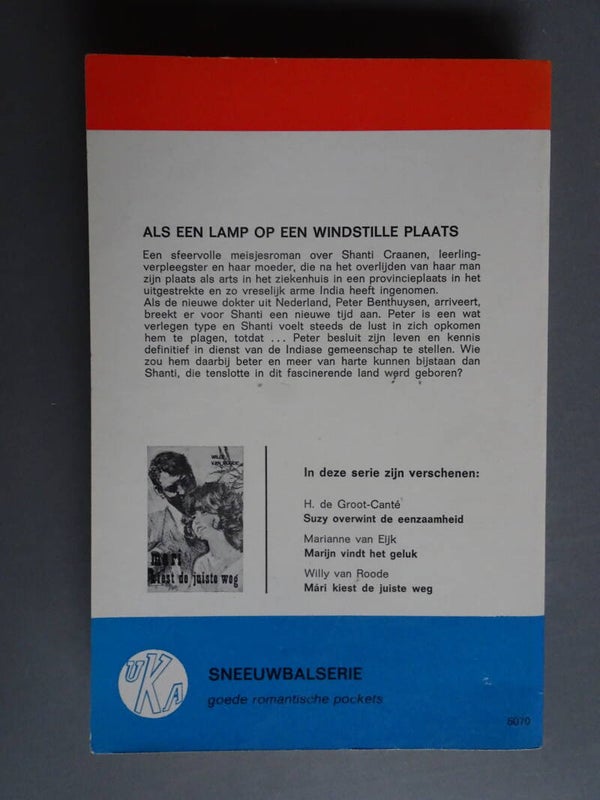 ALS EEN LAMP OP EEN WINDSTILLE PLAATS
Een sfeervolle meisjesroman over Shanti Craanen, leerling-
verpleegster en haar moeder, die na het overlijden van haar man
zijn plaats als arts in het ziekenhuis in een provincieplaats in het
uitgestrekte en zo vreselijk arme India heeft ingenomen.
Als de nieuwe dokter uit Nederland, Peter Benthuysen, arriveert,
breekt er voor Shanti een nieuwe tijd aan. Peter is een wat
verlegen type en Shanti voelt steeds de lust in zich opkomen
hem te plagen, totdat ... Peter besluit zijn leven en kennis
definitief in dienst van de Indiase gemeenschap te stellen. Wie
zou hem daarbij beter en meer van harte kunnen bijstaan dan
Shanti, die tenslotte in dit fascinerende land werd geboren?
WILLY
VAN ROODE
mari
kiest de juiste weg
In deze serie zijn verschenen:
H. de Groot-Canté
Suzy overwint de eenzaamheid
Marianne van Eijk
Marijn vindt het geluk
Willy van Roode
Mári kiest de juiste weg
UKA
SNEEUWBALSERIE
goede romantische pockets
6070